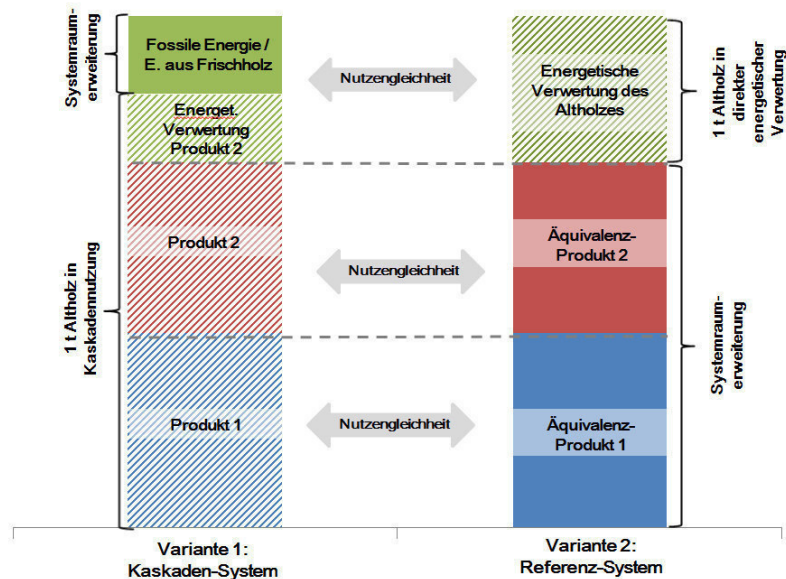 Systemraum-
erweiterung
Fossile Energie /
E. aus Frischholz
Energet.
Verwertung
Produkt 2
1 t Altholz in
Kaskadennutzung
Produkt 2
Produkt 1
Nutzengleichheit
Nutzengleichheit
Nutzengleichheit
Energetische
Verwertung des
Altholzes
1 t Altholz in
direkter
energetischer
Verwertung
Äquivalenz-
Produkt 2
Äquivalenz-
Produkt 1
Systemraum-
erweiterung
Variante 1:
Kaskaden-System
Variante 2:
Referenz-System